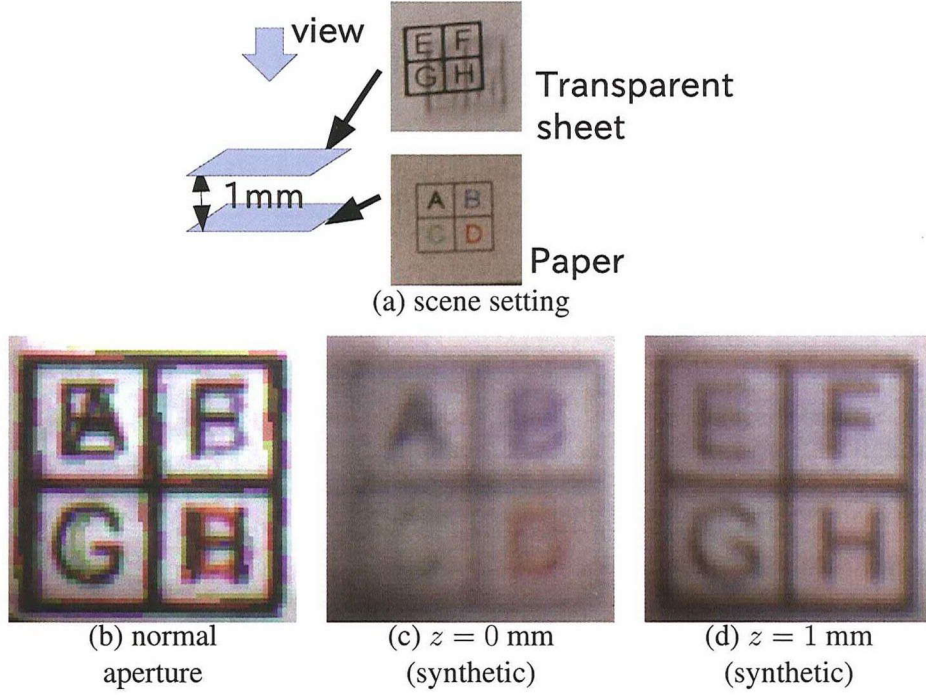 view
E F
G H
Transparent
sheet
1mm
A B
C D
Paper
(a) scene setting
A B
G H
E F
G H
A B
C D
(b) normal
aperture
(c) z = 0 mm
(synthetic)
(d) z = 1 mm
(synthetic)